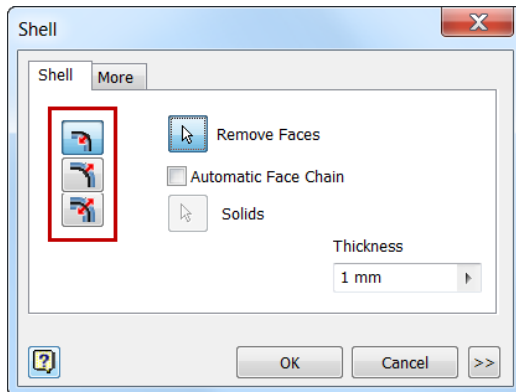 Shell
Shell More
Remove Faces
Automatic Face Chain
Solids
Thickness
1 mm
? OK Cancel >>